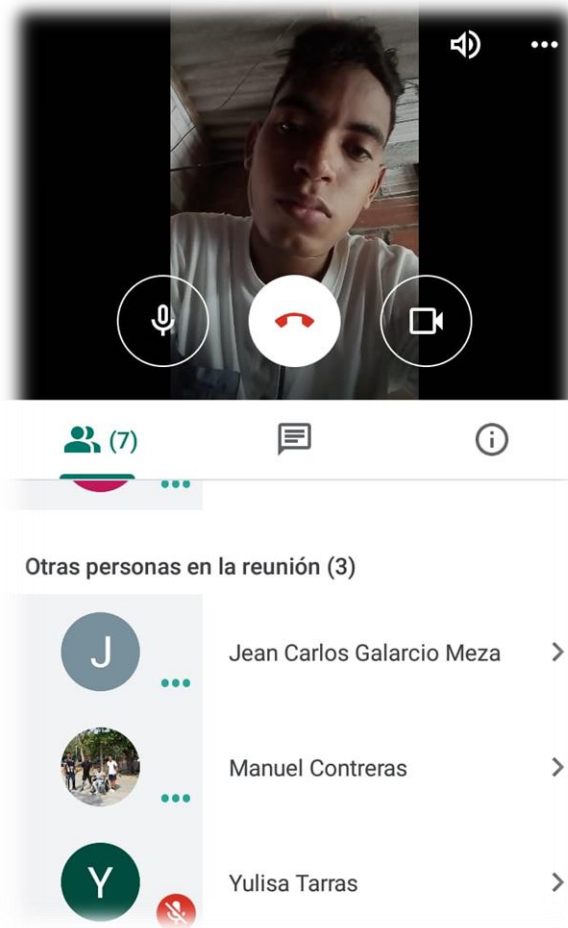 (7)
Otras personas en la reunión (3)
J
Jean Carlos Galarcio Meza
Manuel Contreras
Y
Yulisa Tarras